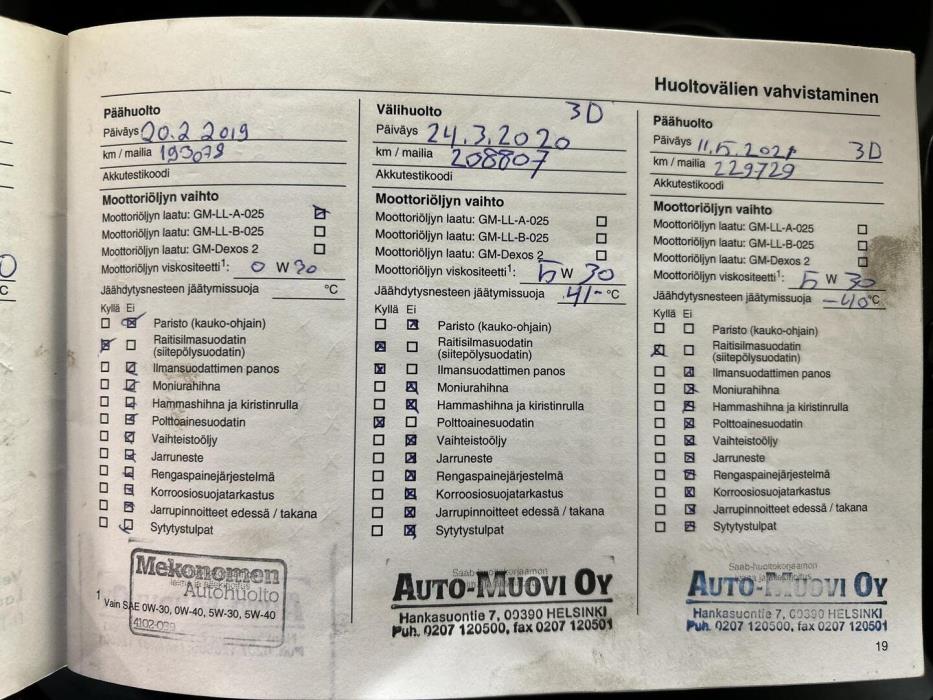 Huoltovälien vahvistaminen
Päähuolto
Päiväys 20.2.2019
km / mailia 193079
Akkutestikoodi
Moottoriöljyn vaihto
Moottoriöljyn laatu: GM-LL-A-025
Moottoriöljyn laatu: GM-LL-B-025
Moottoriöljyn laatu: GM-Dexos 2
Moottoriöljyn viskositeetti¹: 0 W 30
Jäähdytysnesteen jäätymissuoja °C
Kyllä Ei
Paristo (kauko-ohjain)
Raitisilmasuodatin
(siitepölysuodatin)
Ilmansuodattimen panos
Moniurahihna
Hammashihna ja kiristinrulla
Polttoainesuodatin
Vaihteistoöljy
Jarruneste
Rengaspainejärjestelmä
Korroosiosuojatarkastus
Jarrupinnoitteet edessä / takana
Sytytystulpat
Mekonomen
Autohuolto
¹ Vain SAE 0W-30, 0W-40, 5W-30, 5W-40
Välihuolto 3D
Päiväys 24.3.2020
km / mailia 208807
Akkutestikoodi
Moottoriöljyn vaihto
Moottoriöljyn laatu: GM-LL-A-025
Moottoriöljyn laatu: GM-LL-B-025
Moottoriöljyn laatu: GM-Dexos 2
Moottoriöljyn viskositeetti¹: 5 W 30
Jäähdytysnesteen jäätymissuoja -41- °C
Kyllä Ei
Paristo (kauko-ohjain)
Raitisilmasuodatin
(siitepölysuodatin)
Ilmansuodattimen panos
Moniurahihna
Hammashihna ja kiristinrulla
Polttoainesuodatin
Vaihteistoöljy
Jarruneste
Rengaspainejärjestelmä
Korroosiosuojatarkastus
Jarrupinnoitteet edessä / takana
Sytytystulpat
Saab-huoltokorjaamon
AUTO-MUOVI OY
Hankasuontie 7, 00390 HELSINKI
Puh. 0207 120500, fax 0207 120501
Päähuolto
Päiväys 11.5.2021 3D
km / mailia 229729
Akkutestikoodi
Moottoriöljyn vaihto
Moottoriöljyn laatu: GM-LL-A-025
Moottoriöljyn laatu: GM-LL-B-025
Moottoriöljyn laatu: GM-Dexos 2
Moottoriöljyn viskositeetti¹: 5 W 30
Jäähdytysnesteen jäätymissuoja -40°C
Kyllä Ei
Paristo (kauko-ohjain)
Raitisilmasuodatin
(siitepölysuodatin)
Ilmansuodattimen panos
Moniurahihna
Hammashihna ja kiristinrulla
Polttoainesuodatin
Vaihteistoöljy
Jarruneste
Rengaspainejärjestelmä
Korroosiosuojatarkastus
Jarrupinnoitteet edessä / takana
Sytytystulpat
Saab-huoltokorjaamon
AUTO-MUOVI OY
Hankasuontie 7, 00390 HELSINKI
Puh. 0207 120500, fax 0207 120501
19